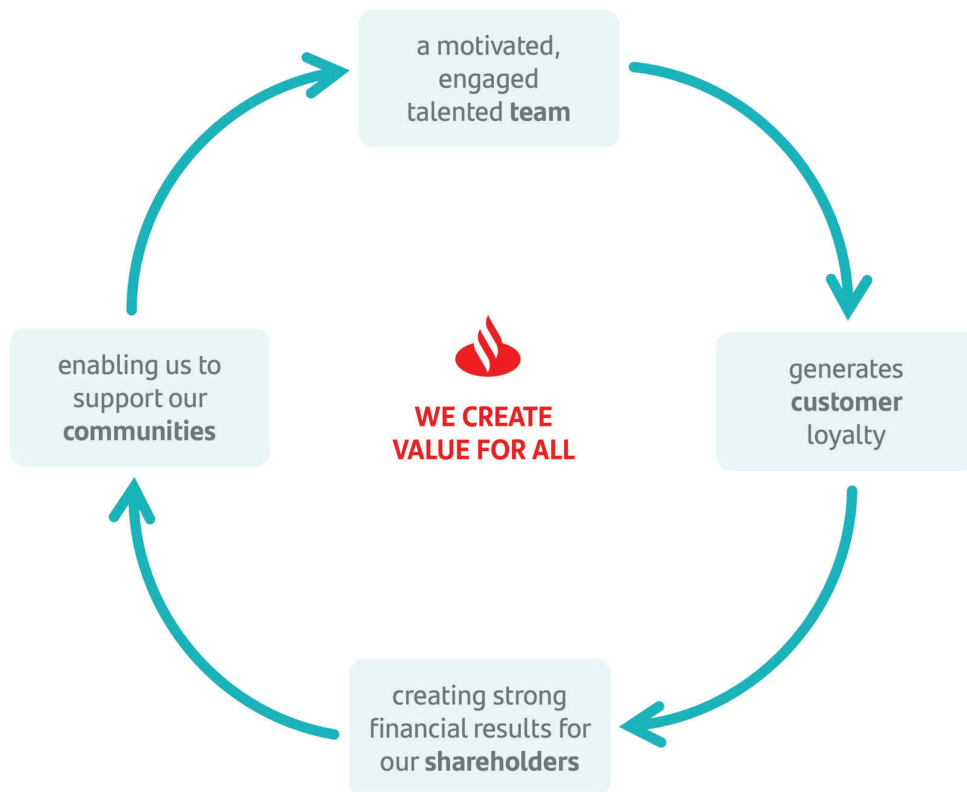 a motivated,
engaged
talented team
generates
customer
loyalty
creating strong
financial results for
our shareholders
enabling us to
support our
communities
WE CREATE
VALUE FOR ALL